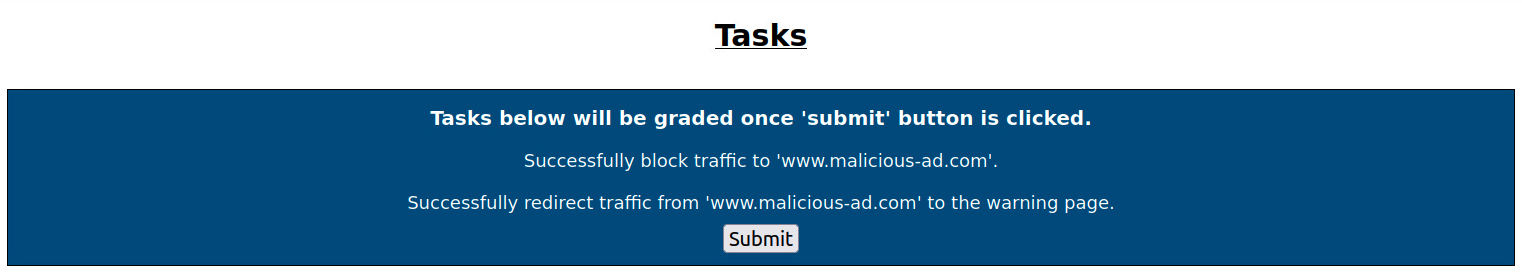 Tasks
Tasks below will be graded once 'submit' button is clicked.
Successfully block traffic to 'www.malicious-ad.com'.
Successfully redirect traffic from 'www.malicious-ad.com' to the warning page.
Submit